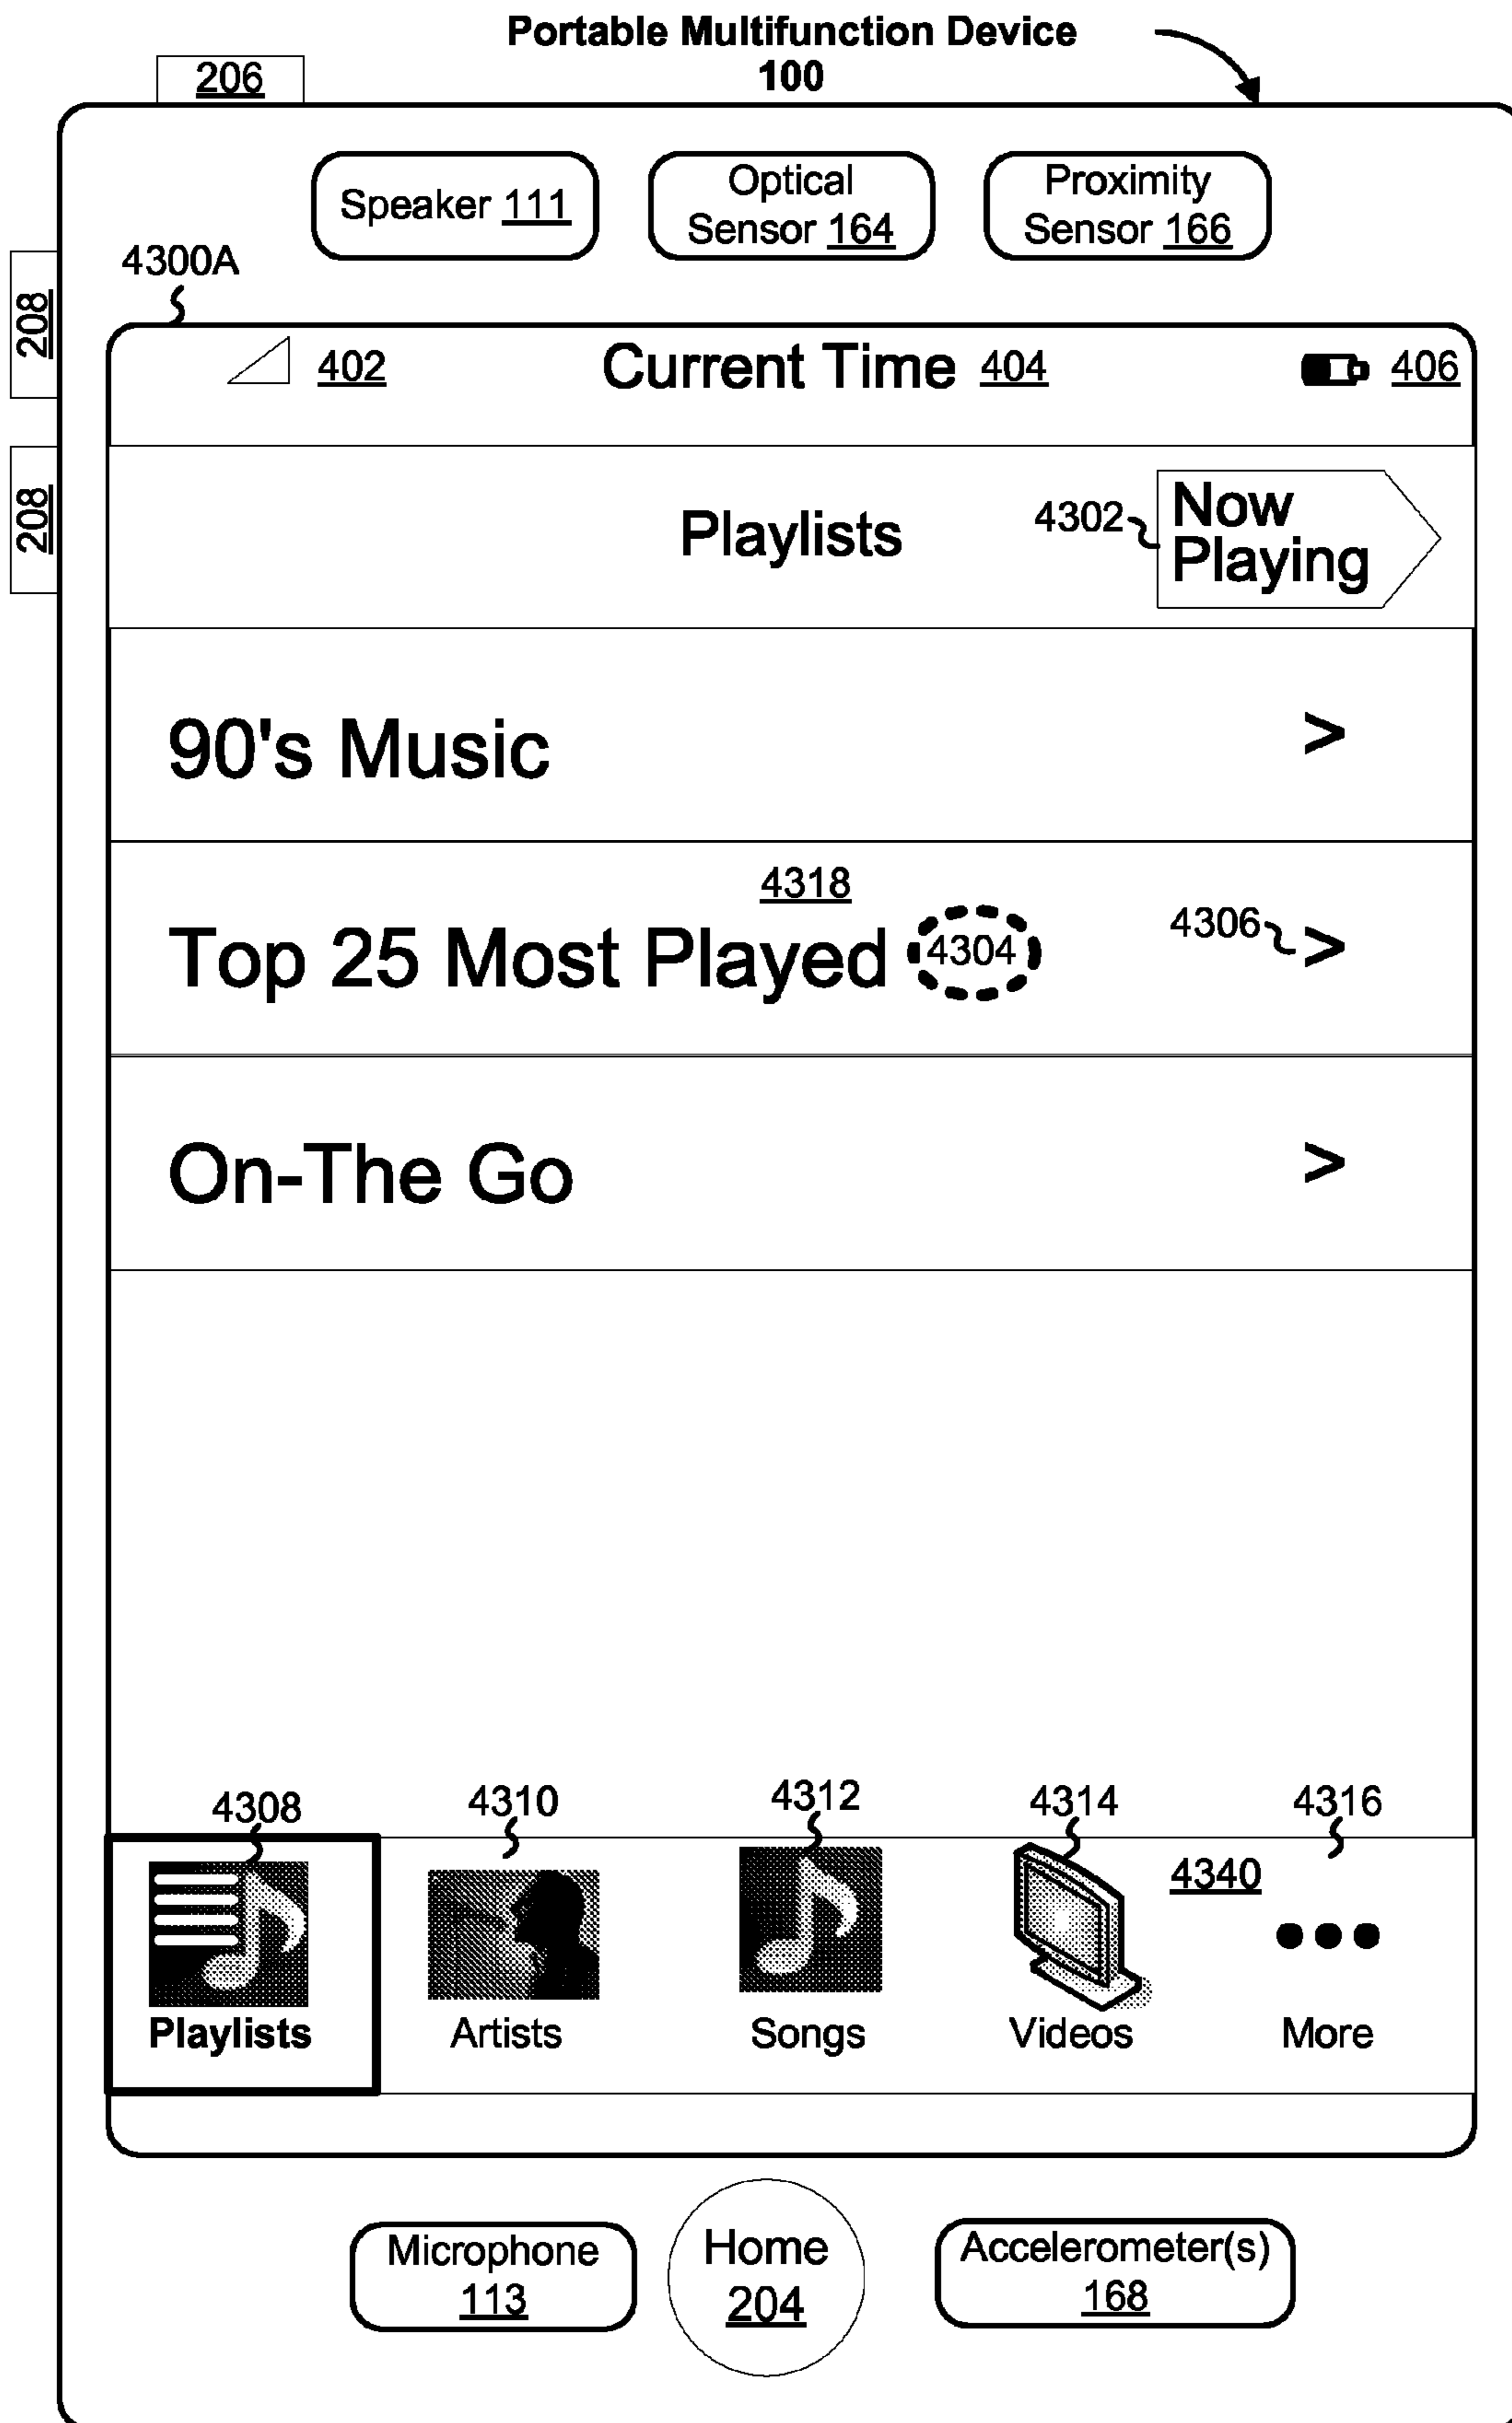 Portable Multifunction Device
100
206
Speaker 111
Optical
Sensor 164
Proximity
Sensor 166
4300A
208
402
Current Time 404
406
208
Playlists
4302
Now
Playing
90's Music
>
4318
Top 25 Most Played
4304
4306
>
On-The Go
>
4308
4310
4312
4314
4316
4340
Playlists
Artists
Songs
Videos
More
Microphone
113
Home
204
Accelerometer(s)
168